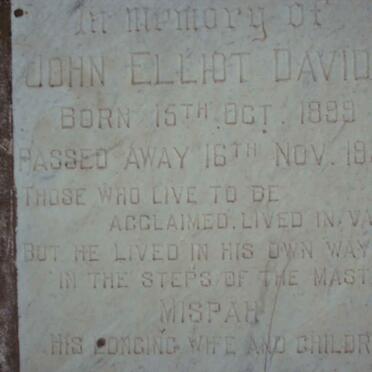 In memory of
JOHN ELLIOT DAVID
BORN 15TH OCT. 1899
PASSED AWAY 16TH NOV. 19
THOSE WHO LIVE TO BE
ACCLAIMED, LIVED IN VA
BUT HE LIVED IN HIS OWN WAY
IN THE STEPS OF THE MAST
MISPAH
HIS LONGING WIFE AND CHILDR